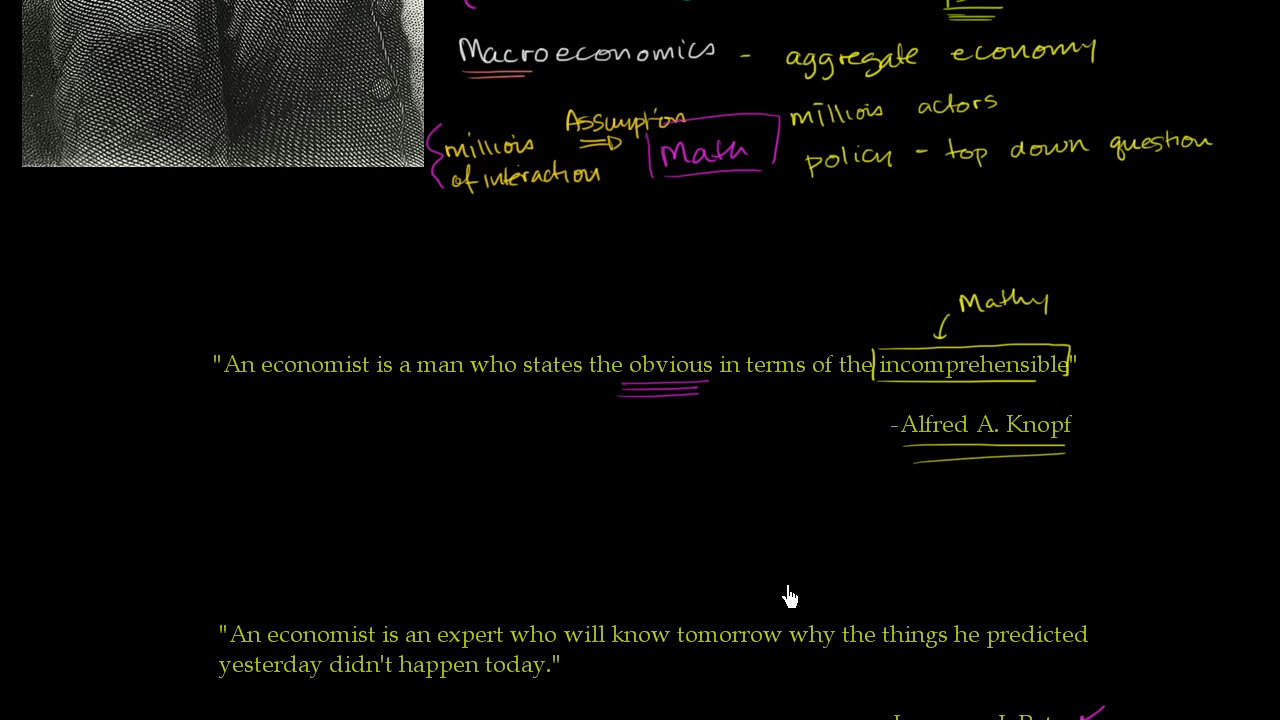 Macroeconomics - aggregate economy
millions actors
Assumption
millions
of interaction
Math
policy - top down question
Mathy
"An economist is a man who states the obvious in terms of the incomprehensible"
-Alfred A. Knopf
"An economist is an expert who will know tomorrow why the things he predicted
yesterday didn't happen today."